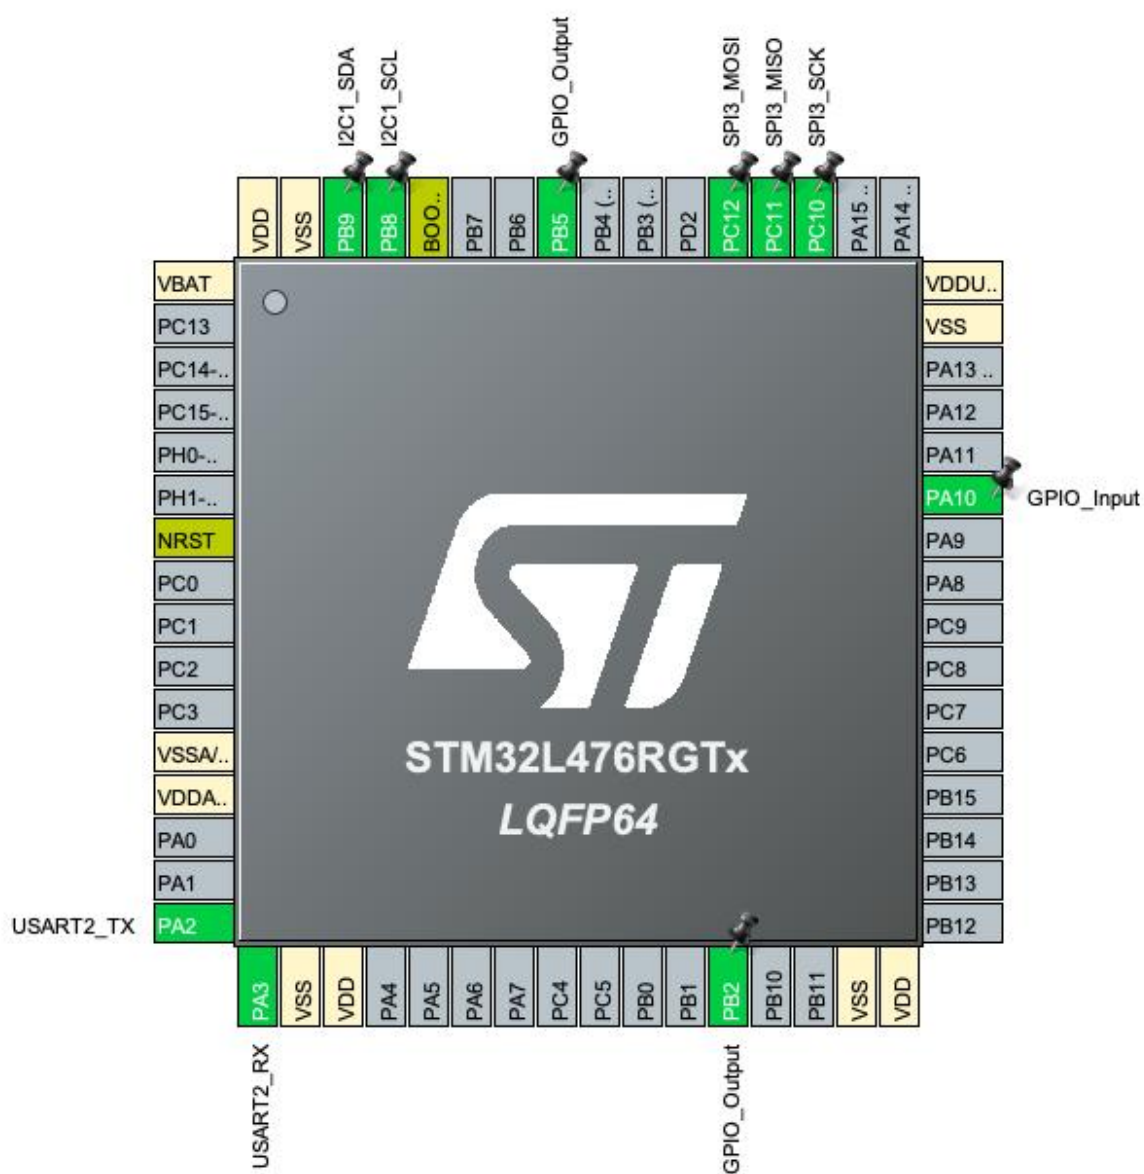 I2C1_SDA
I2C1_SCL
GPIO_Output
SPI3_MOSI
SPI3_MISO
SPI3_SCK
VDD
VSS
PB9
PB8
BOO..
PB7
PB6
PB5
PB4 (..
PB3 (..
PD2
PC12
PC11
PC10
PA15 ..
PA14 ..
VBAT
PC13
PC14-..
PC15-..
PH0-..
PH1-..
NRST
PC0
PC1
PC2
PC3
VSSA/..
VDDA..
PA0
PA1
USART2_TX
PA2
VDDU..
VSS
PA13 ..
PA12
PA11
PA10
GPIO_Input
PA9
PA8
PC9
PC8
PC7
PC6
PB15
PB14
PB13
PB12
ST
STM32L476RGTx
LQFP64
PA3
VSS
VDD
PA4
PA5
PA6
PA7
PC4
PC5
PB0
PB1
PB2
PB10
PB11
VSS
VDD
USART2_RX
GPIO_Output